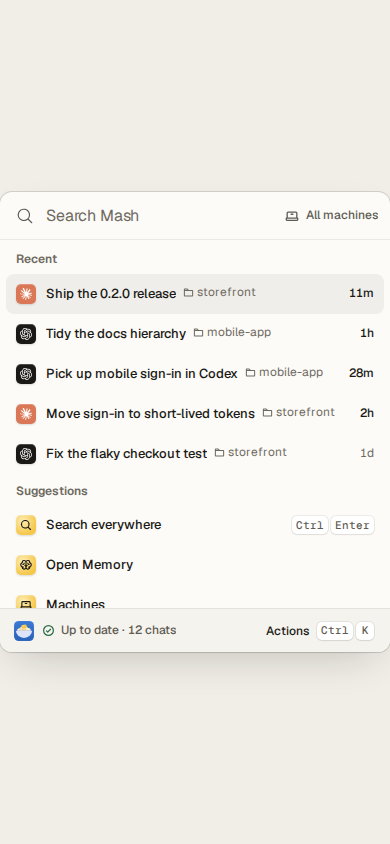 Search Mash All machines
Recent
Ship the 0.2.0 release storefront 11m
Tidy the docs hierarchy mobile-app 1h
Pick up mobile sign-in in Codex mobile-app 28m
Move sign-in to short-lived tokens storefront 2h
Fix the flaky checkout test storefront 1d
Suggestions
Search everywhere Ctrl Enter
Open Memory
Machines
Up to date · 12 chats Actions Ctrl K